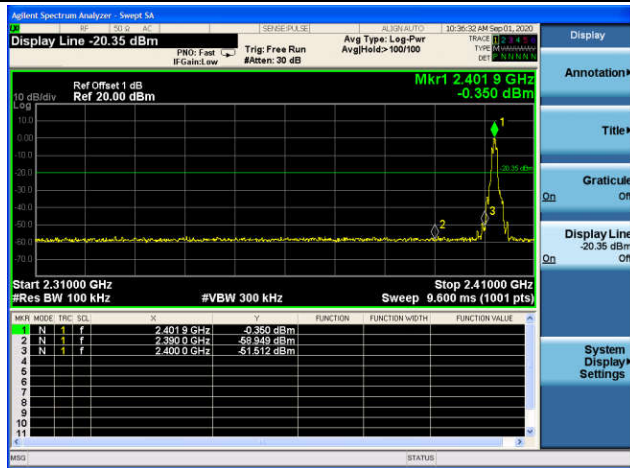 Agilent Spectrum Analyzer - Swept SA
RF 50 Ω AC SENSE:PULSE ALIGN AUTO 10:36:32 AM Sep 01, 2020
Display Line -20.35 dBm
PNO: Fast
IFGain:Low
Trig: Free Run
#Atten: 30 dB
Avg Type: Log-Pwr
Avg|Hold:> 100/100
TRACE 1 2 3 4 5
TYPE M
DET P N N N N N
Mkr1 2.401 9 GHz
-0.350 dBm
Ref Offset 1 dB
10 dB/div Ref 20.00 dBm
Log
10.0
0.00
-10.0
-20.0
-30.0
-40.0
-50.0
-60.0
-70.0
1
-20.35 dBm
2
3
Start 2.31000 GHz Stop 2.41000 GHz
#Res BW 100 kHz #VBW 300 kHz Sweep 9.600 ms (1001 pts)
MKR MODE TRC SCL X Y FUNCTION FUNCTION WIDTH FUNCTION VALUE
1 N 1 f 2.401 9 GHz -0.350 dBm
2 N 1 f 2.390 0 GHz -58.949 dBm
3 N 1 f 2.400 0 GHz -51.512 dBm
4
5
6
7
8
9
10
11
MSG STATUS
Display
Annotation
Title
Graticule
On Off
Display Line
-20.35 dBm
On Off
System
Display
Settings